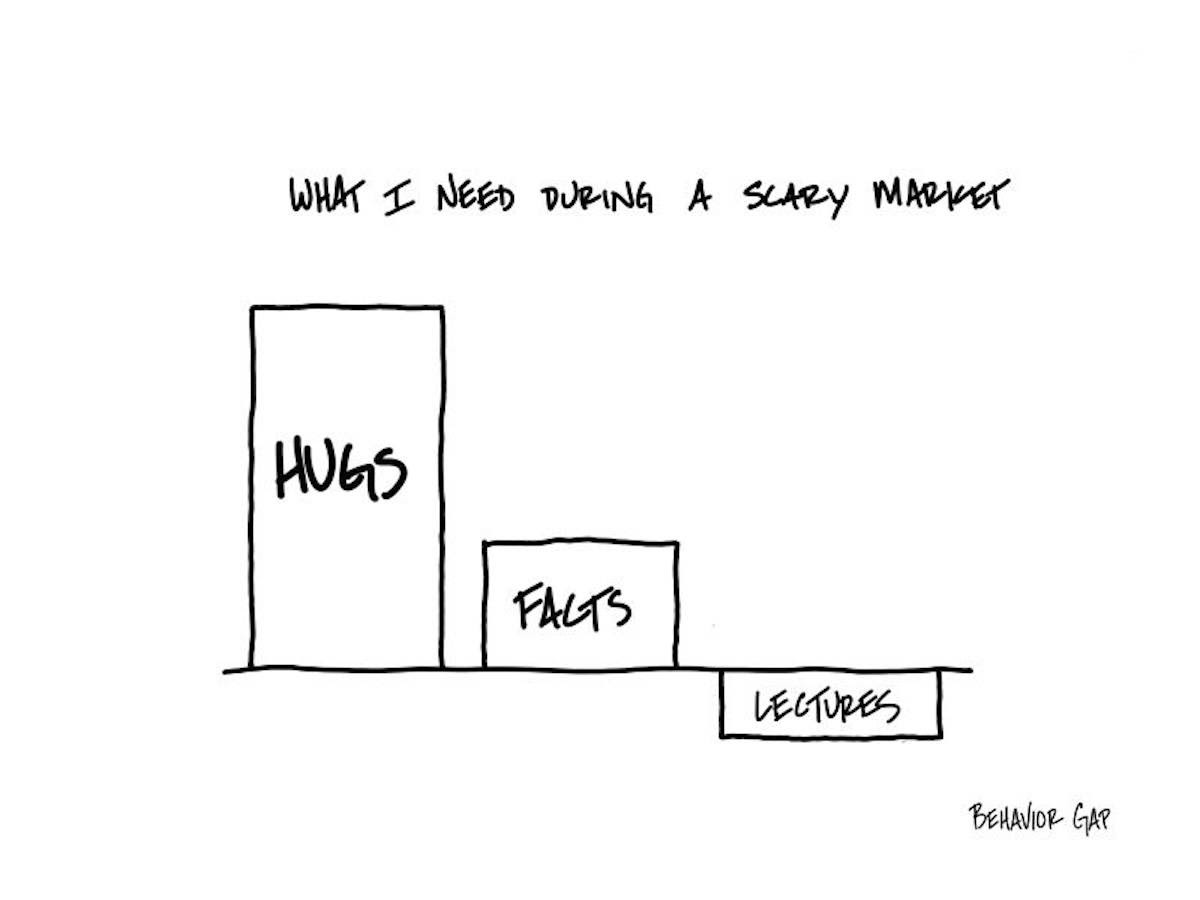 WHAT I NEED DURING A SCARY MARKET
HUGS
FACTS
LECTURES
BEHAVIOR GAP